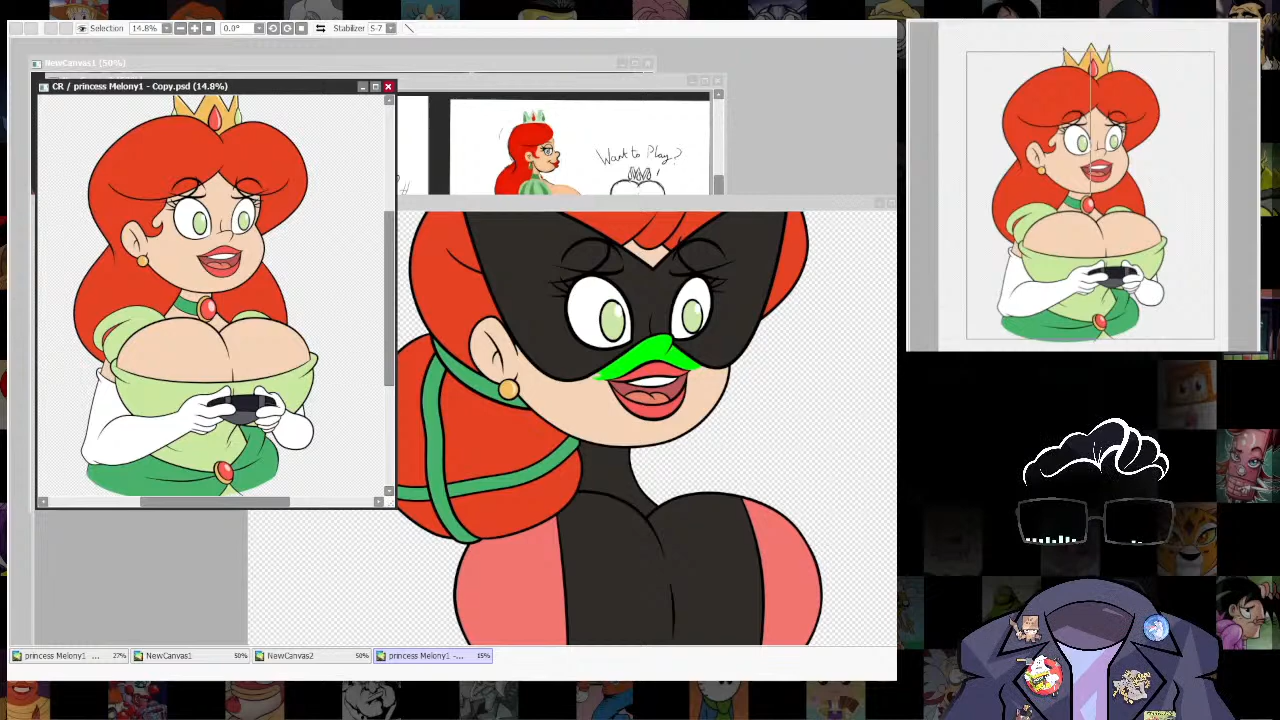 Selection 14.8% 0.0° Stabilizer S-7
NewCanvas1 (50%)
CR / princess Melony1 - Copy.psd (14.8%)
Want to Play?
princess Melony1 ... 27% NewCanvas1 50% NewCanvas2 50% princess Melony1 -... 15%